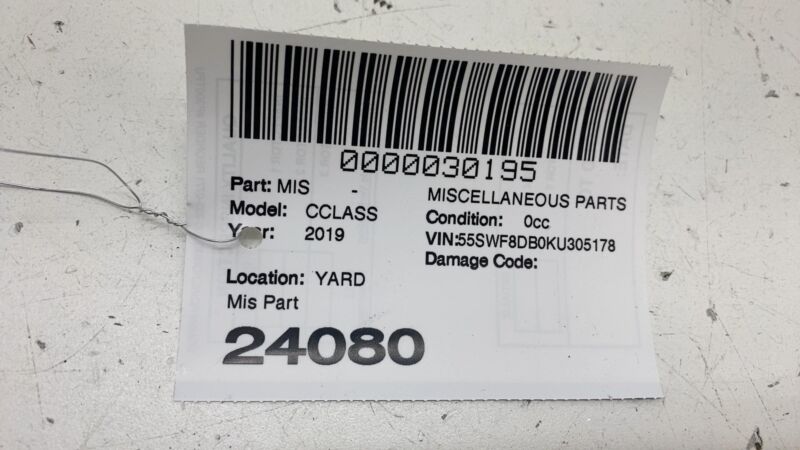 0000030195
Part: MIS - MISCELLANEOUS PARTS
Model: CCLASS Condition: 0cc
Year: 2019 VIN:55SWF8DB0KU305178
Damage Code:
Location: YARD
Mis Part
24080